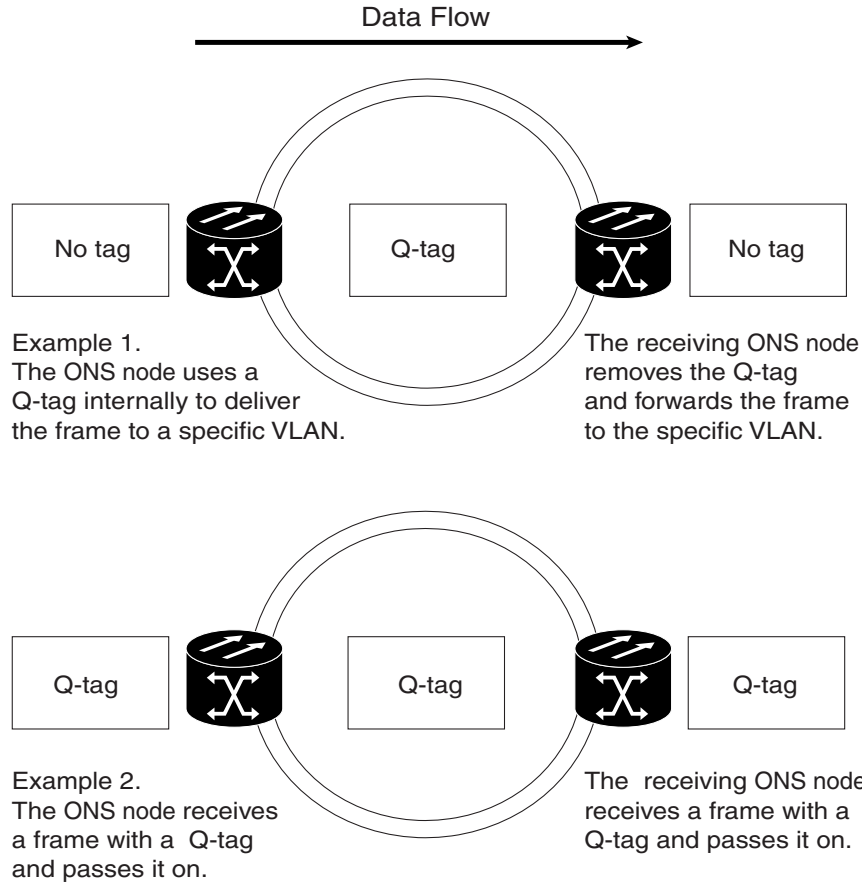 Data Flow
No tag
Q-tag
No tag
Example 1.
The ONS node uses a
Q-tag internally to deliver
the frame to a specific VLAN.
The receiving ONS node
removes the Q-tag
and forwards the frame
to the specific VLAN.
Q-tag
Q-tag
Q-tag
Example 2.
The ONS node receives
a frame with a Q-tag
and passes it on.
The receiving ONS node
receives a frame with a
Q-tag and passes it on.